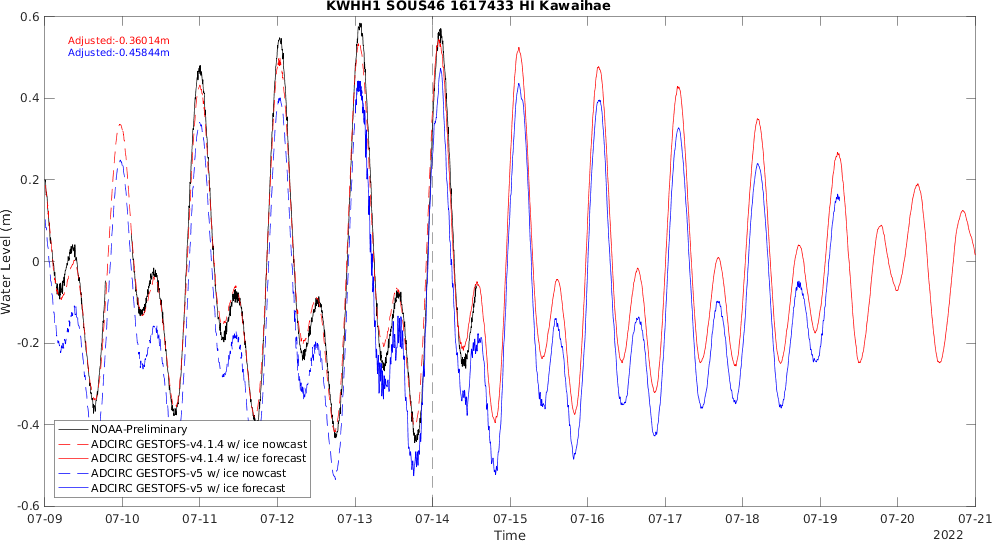 KWHH1 SOUS46 1617433 HI Kawaihae
Adjusted:-0.36014m
Adjusted:-0.45844m
0.6
0.4
0.2
0
-0.2
-0.4
-0.6
Water Level (m)
NOAA-Preliminary
ADCIRC GESTOFS-v4.1.4 w/ ice nowcast
ADCIRC GESTOFS-v4.1.4 w/ ice forecast
ADCIRC GESTOFS-v5 w/ ice nowcast
ADCIRC GESTOFS-v5 w/ ice forecast
07-09 07-10 07-11 07-12 07-13 07-14 07-15 07-16 07-17 07-18 07-19 07-20 07-21
Time
2022